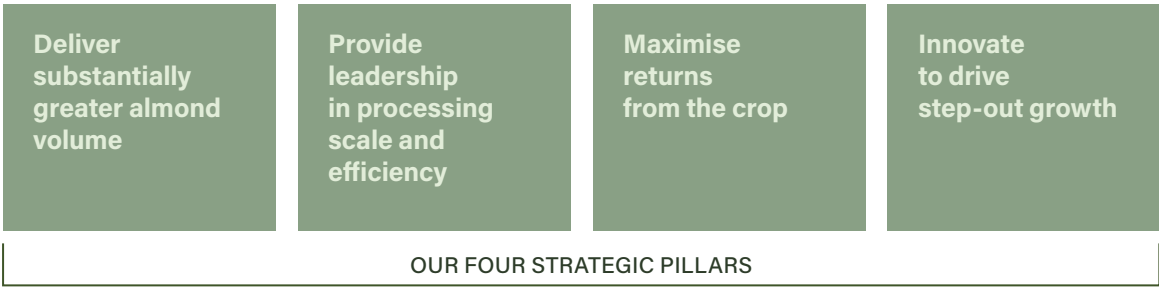 Deliver
substantially
greater almond
volume
Provide
leadership
in processing
scale and
efficiency
Maximise
returns
from the crop
Innovate
to drive
step-out growth
OUR FOUR STRATEGIC PILLARS